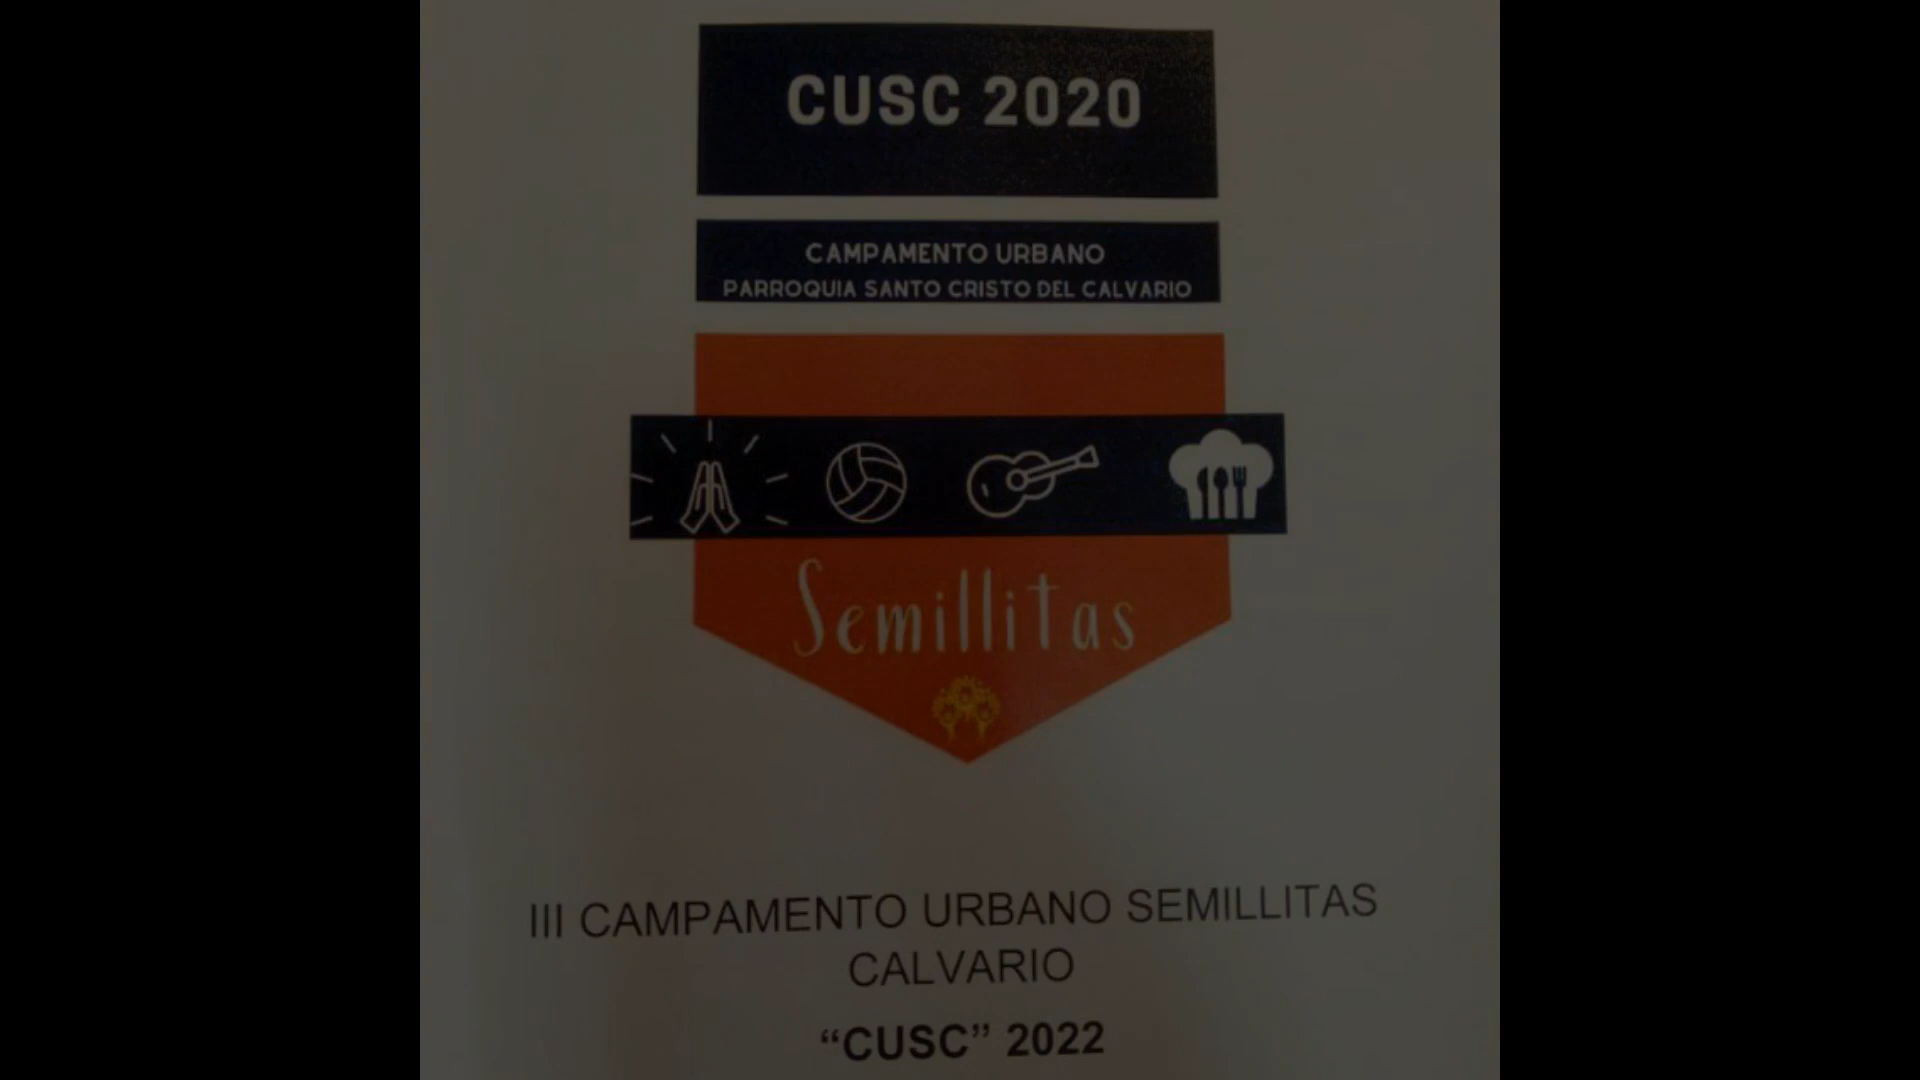 CUSC 2020
CAMPAMENTO URBANO
PARROQUIA SANTO CRISTO DEL CALVARIO
Semillitas
III CAMPAMENTO URBANO SEMILLITAS
CALVARIO
“CUSC” 2022